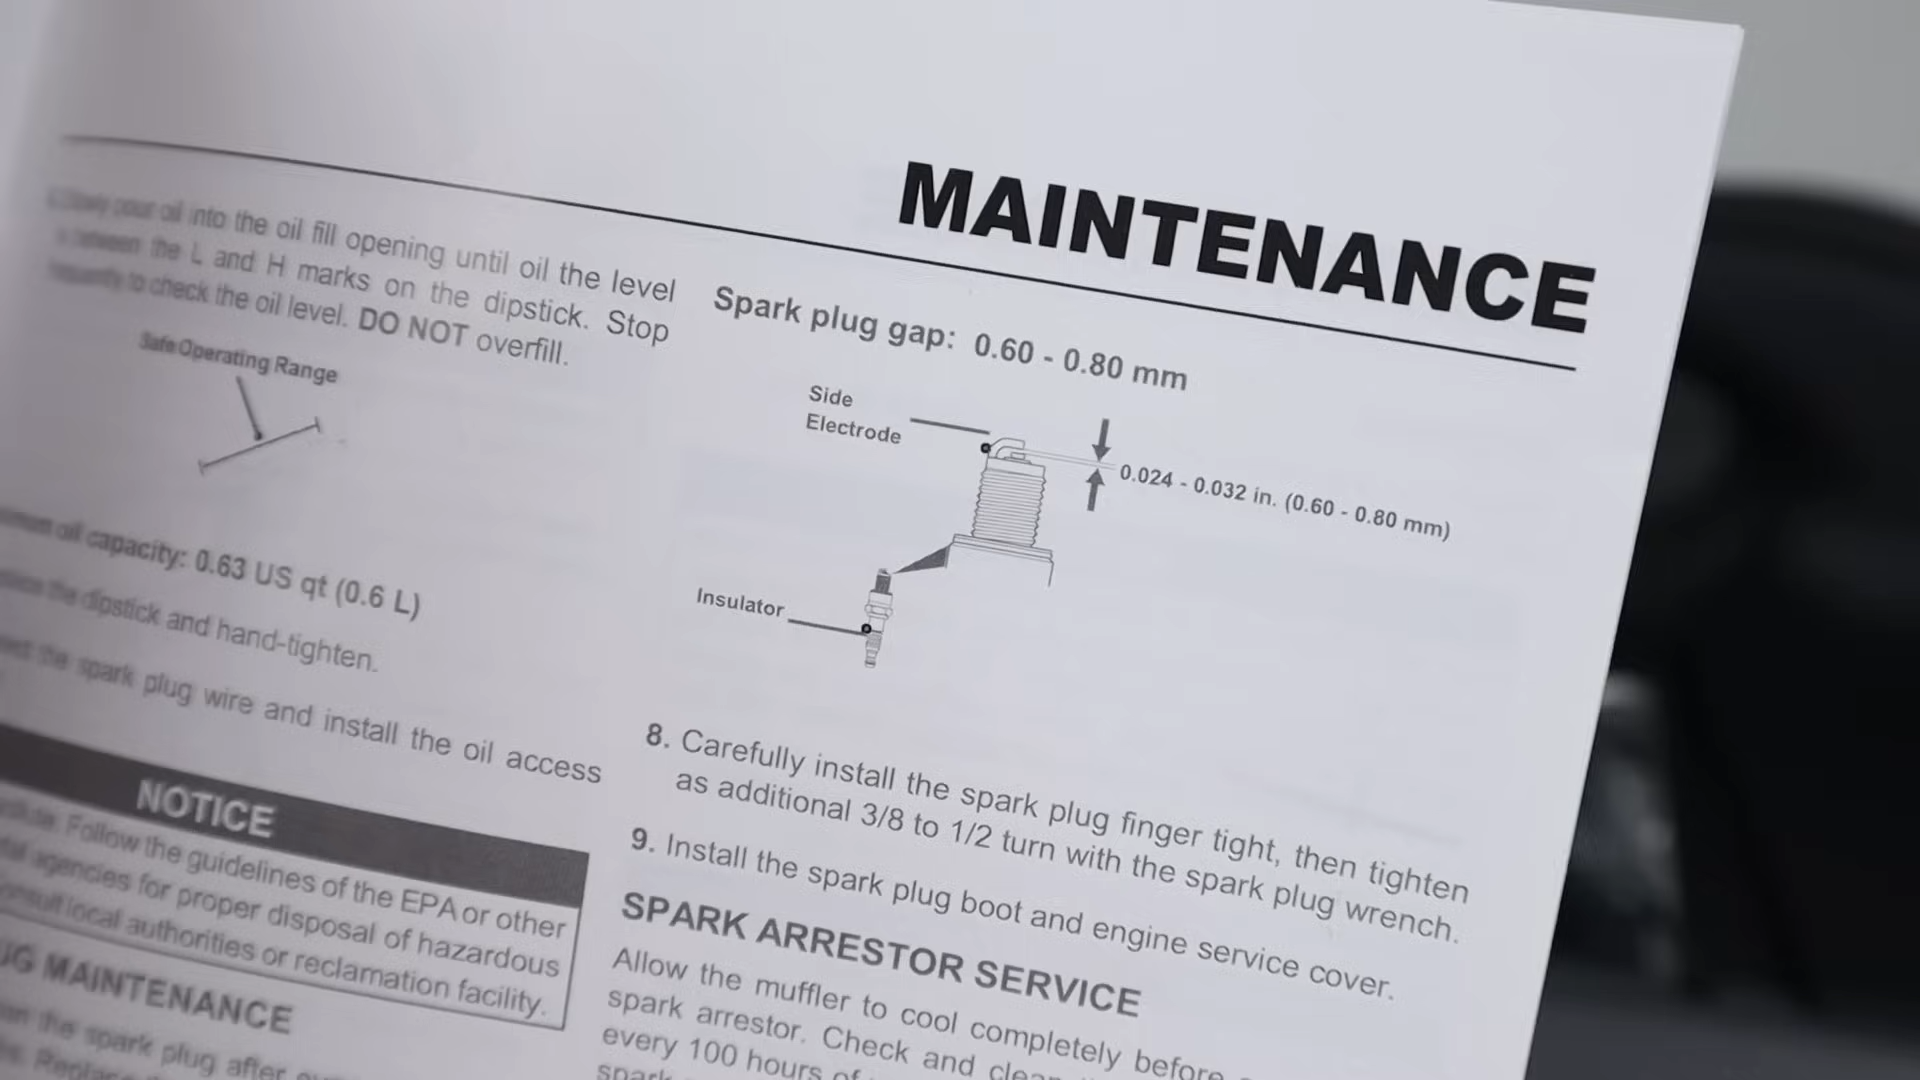 MAINTENANCE
pour oil into the oil fill opening until oil the level
between the L and H marks on the dipstick. Stop
to check the oil level. DO NOT overfill.
Safe Operating Range
oil capacity: 0.63 US qt (0.6 L)
the dipstick and hand-tighten.
the spark plug wire and install the oil access
NOTICE
Follow the guidelines of the EPA or other
agencies for proper disposal of hazardous
local authorities or reclamation facility.
MAINTENANCE
the spark plug after
Spark plug gap: 0.60 - 0.80 mm
Side
Electrode
0.024 - 0.032 in. (0.60 - 0.80 mm)
Insulator
8. Carefully install the spark plug finger tight, then tighten
as additional 3/8 to 1/2 turn with the spark plug wrench.
9. Install the spark plug boot and engine service cover.
SPARK ARRESTOR SERVICE
Allow the muffler to cool completely before
spark arrestor. Check and clean
every 100 hours of